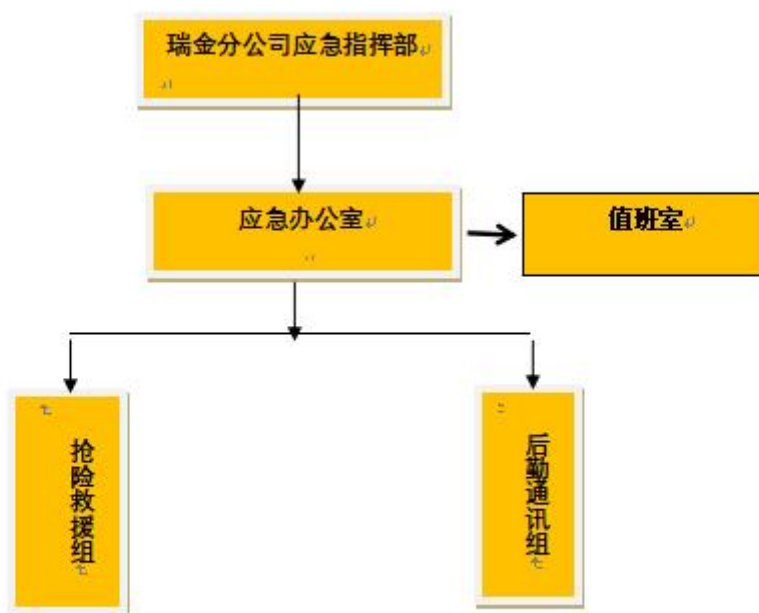 瑞金分公司应急指挥部
应急办公室
值班室
抢险救援组
后勤通讯组